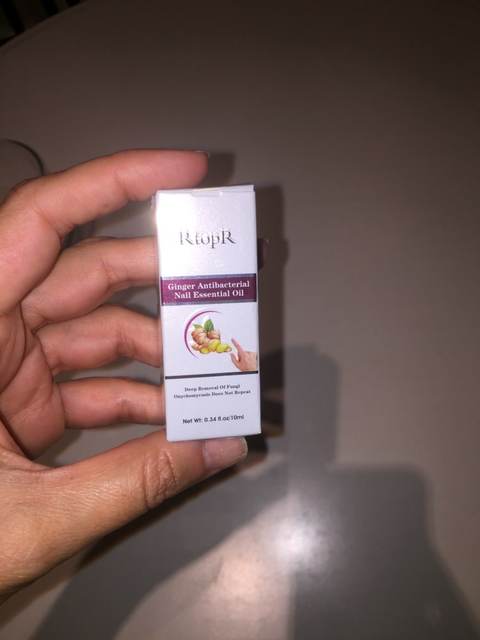 RtopR
Ginger Antibacterial
Nail Essential Oil
Deep Removal Of Fungi
Onychomycosis Does Not Repeat
Net Wt: 0.34 fl.oz/10ml